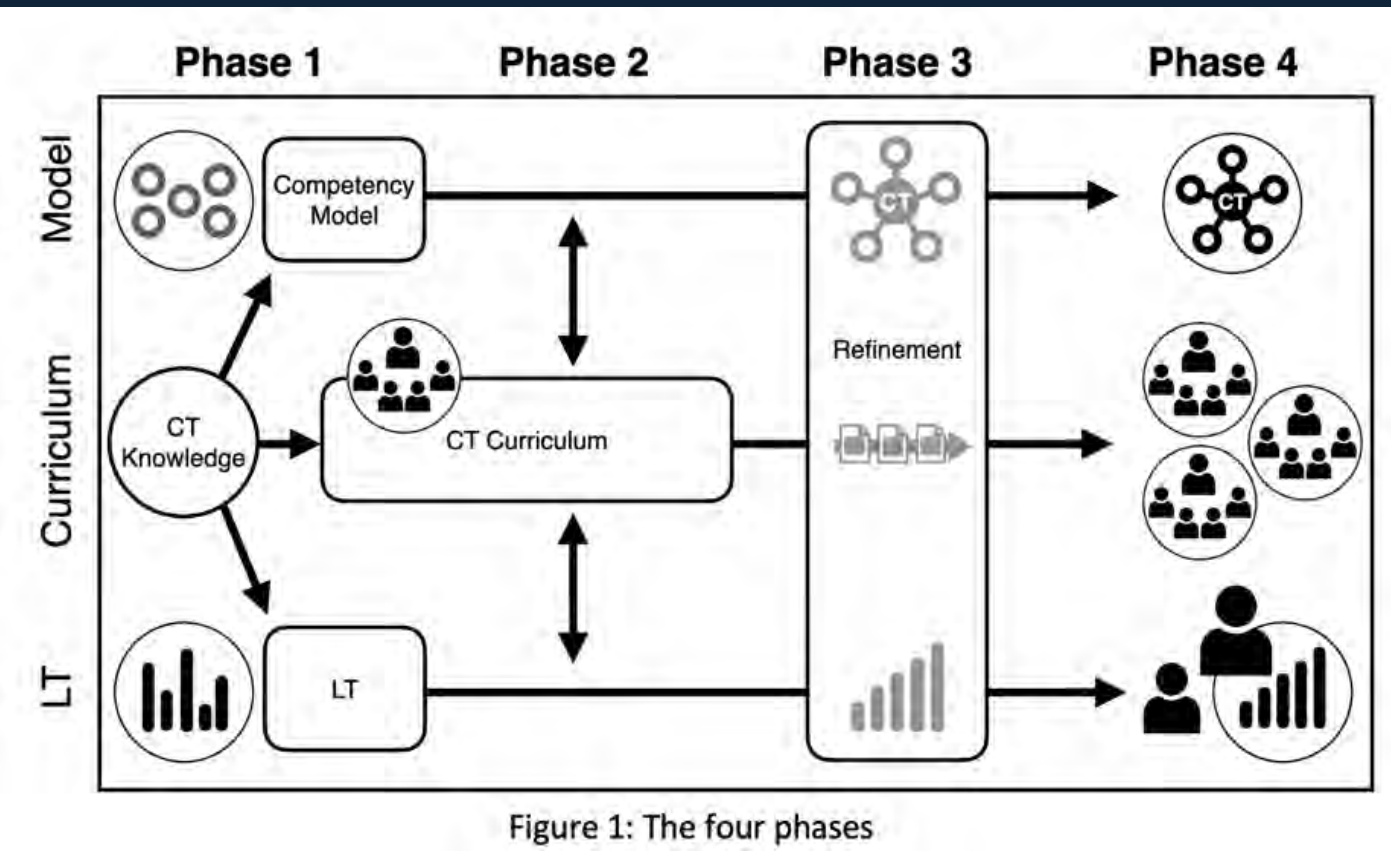 Phase 1 Phase 2 Phase 3 Phase 4
Model
Competency
Model
CT
CT
Curriculum
Refinement
CT
Knowledge
CT Curriculum
LT
LT
Figure 1: The four phases